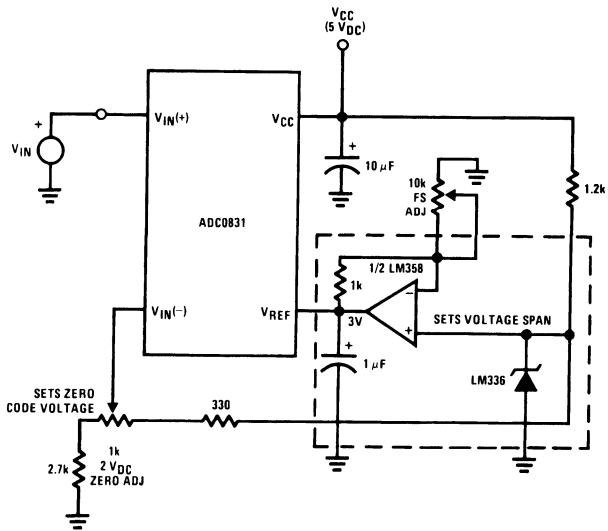 VCC
(5 VDC)
VIN(+)
VCC
+
VIN
+
10 μF
10k
FS
ADJ
1.2k
ADC0831
1/2 LM358
1k
−
VIN(−)
VREF
3V
+
SETS VOLTAGE SPAN
+
1 μF
LM336
SETS ZERO
CODE VOLTAGE
330
1k
2 VDC
ZERO ADJ
2.7k